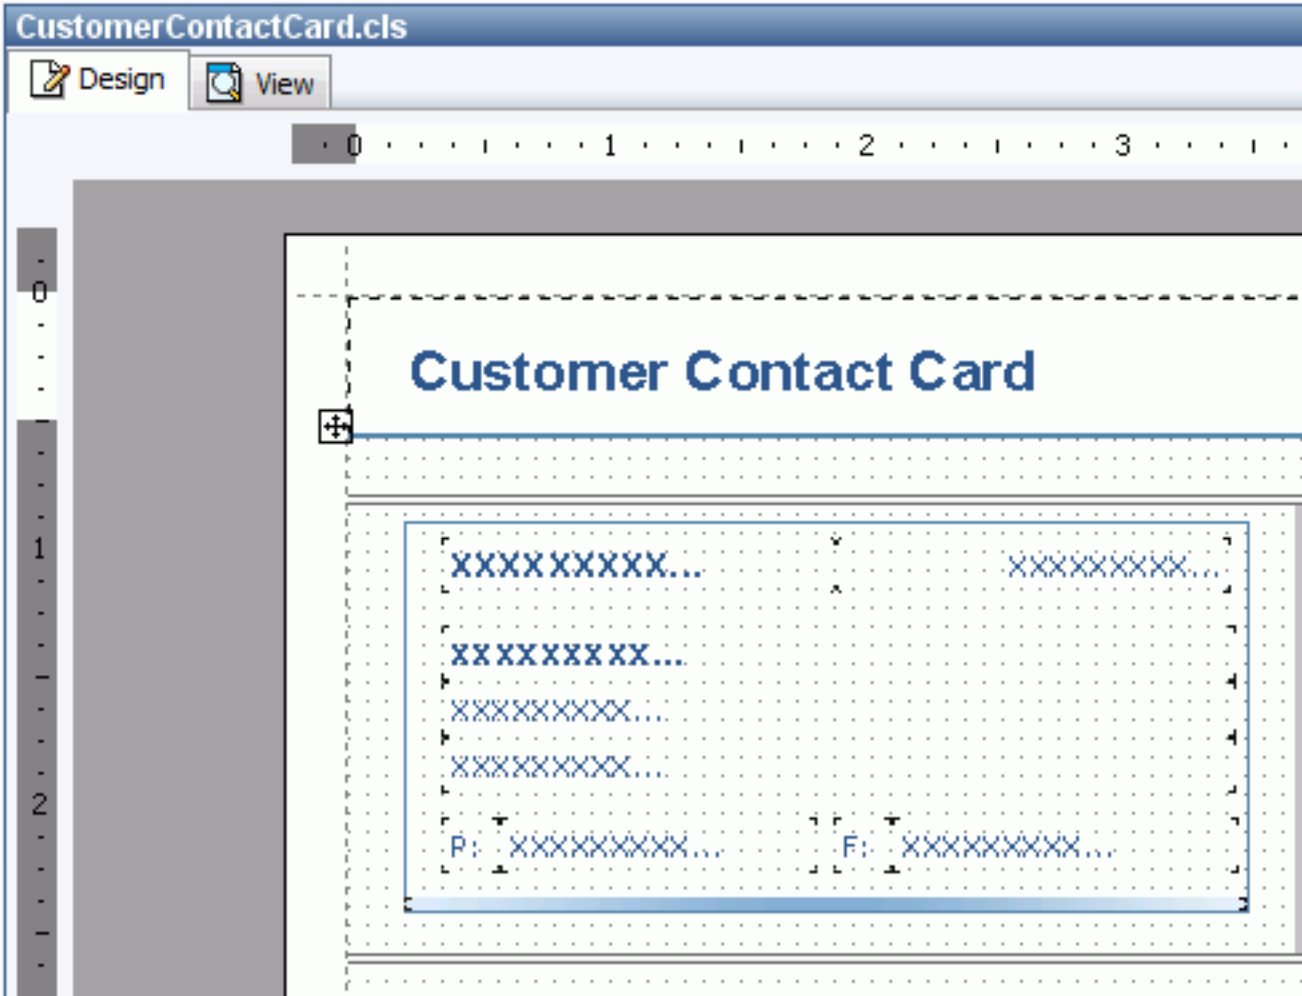 CustomerContactCard.cls
Design View
0 1 2 3
0
Customer Contact Card
1
XXXXXXXXX... XXXXXXXXX...
XXXXXXXXX...
XXXXXXXXX...
XXXXXXXXX...
2
P: XXXXXXXXX... F: XXXXXXXXX...